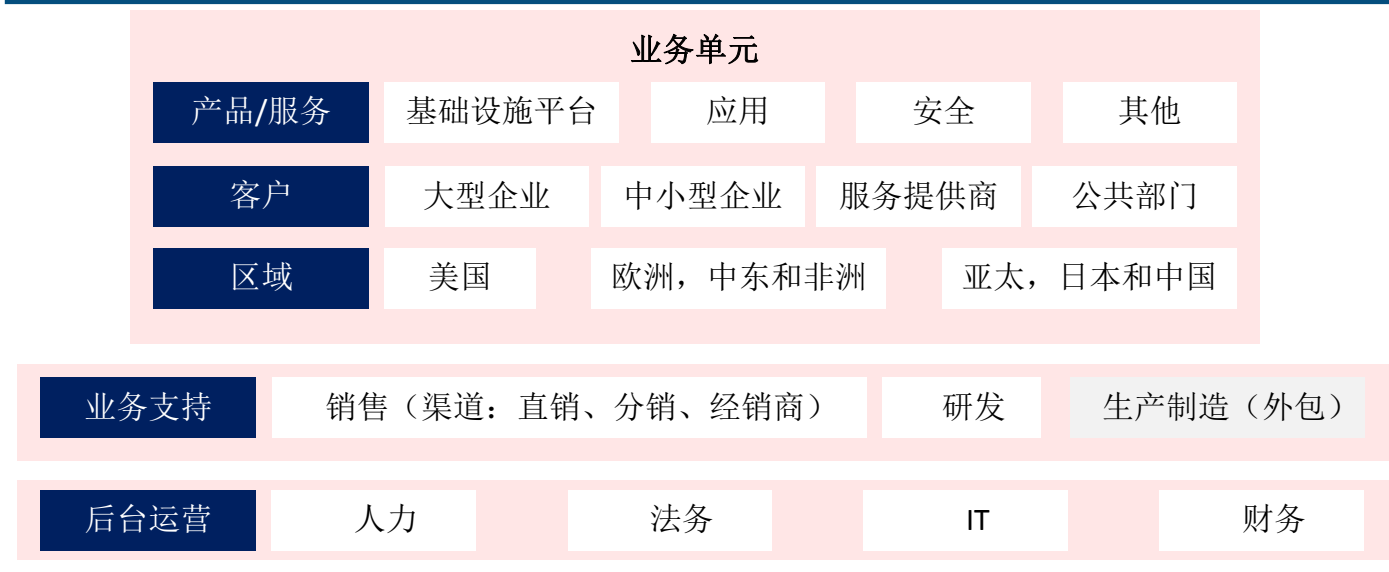 业务单元
产品/服务 基础设施平台 应用 安全 其他
客户 大型企业 中小型企业 服务提供商 公共部门
区域 美国 欧洲，中东和非洲 亚太，日本和中国
业务支持 销售（渠道：直销、分销、经销商） 研发 生产制造（外包）
后台运营 人力 法务 IT 财务